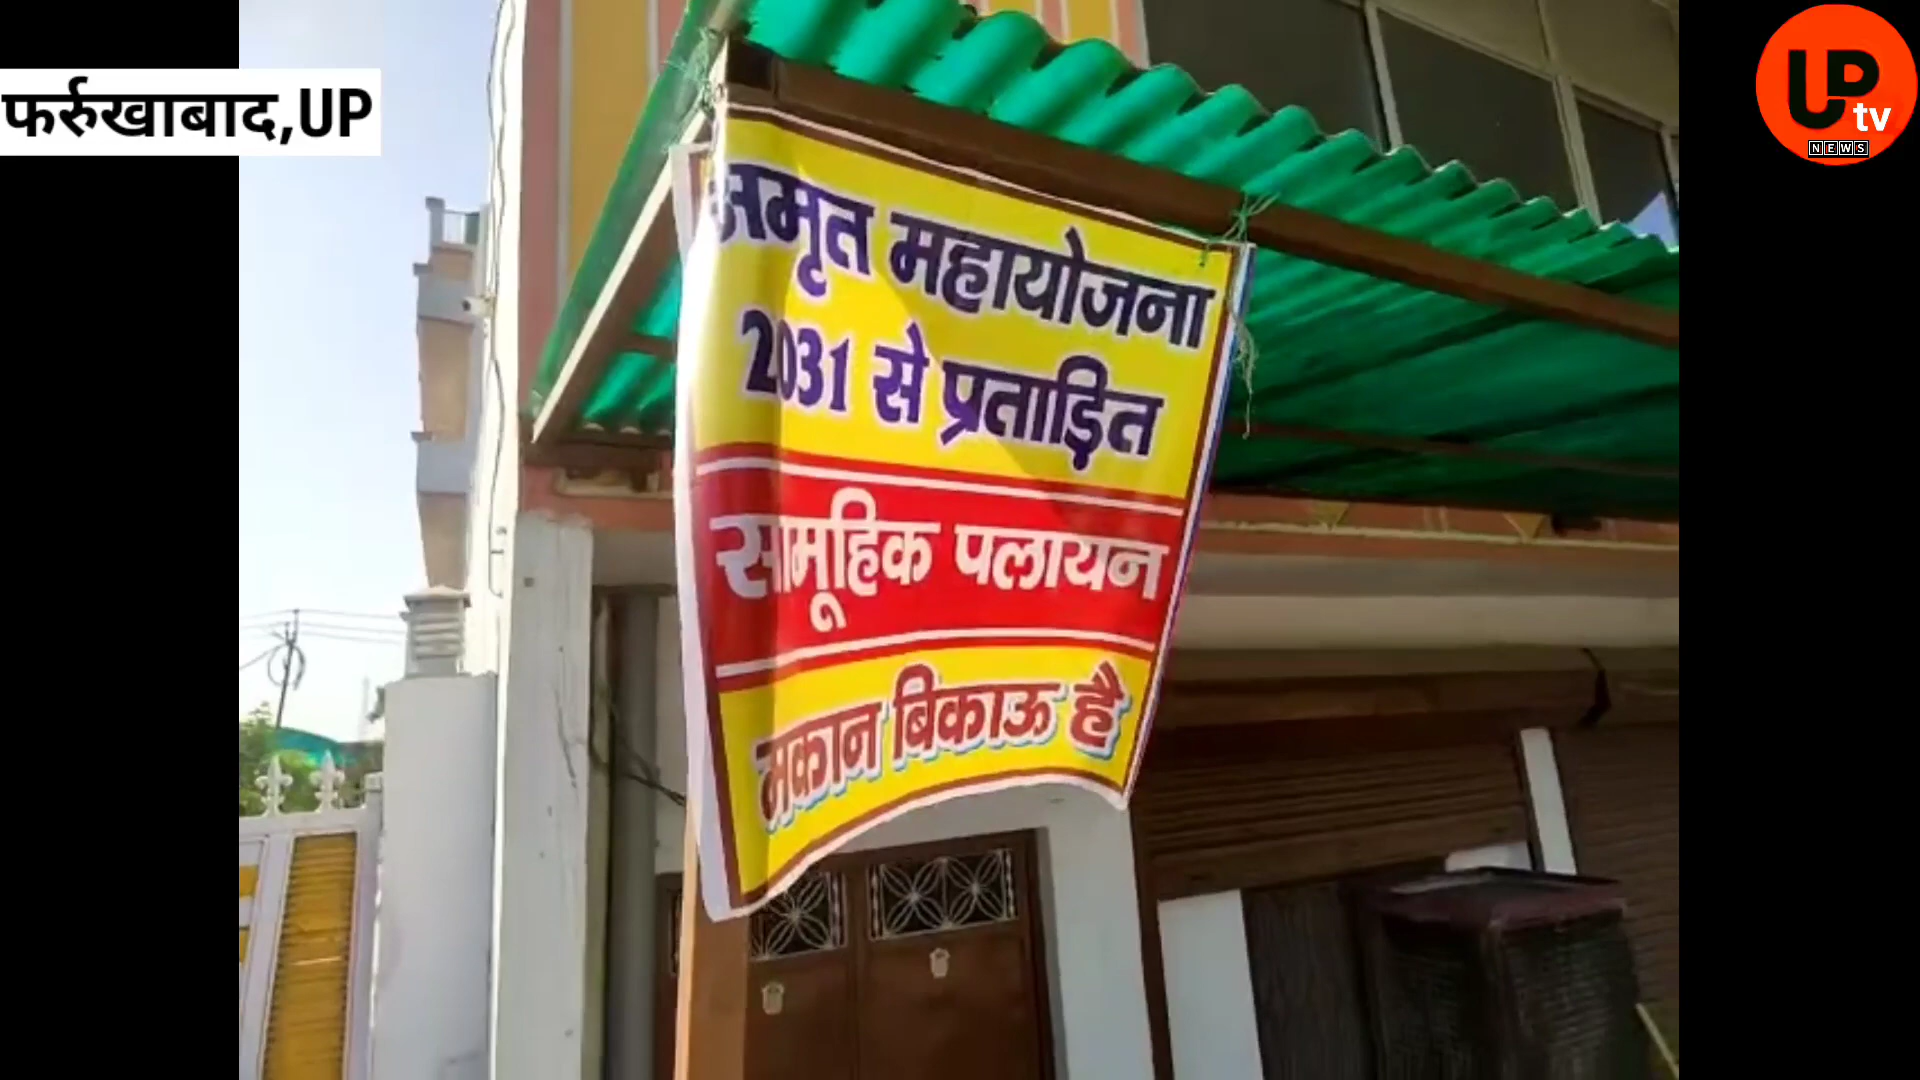 फर्रुखाबाद,UP
UP
tv
NEWS
अमृत महायोजना
2031 से प्रताड़ित
सामूहिक पलायन
मकान बिकाऊ है